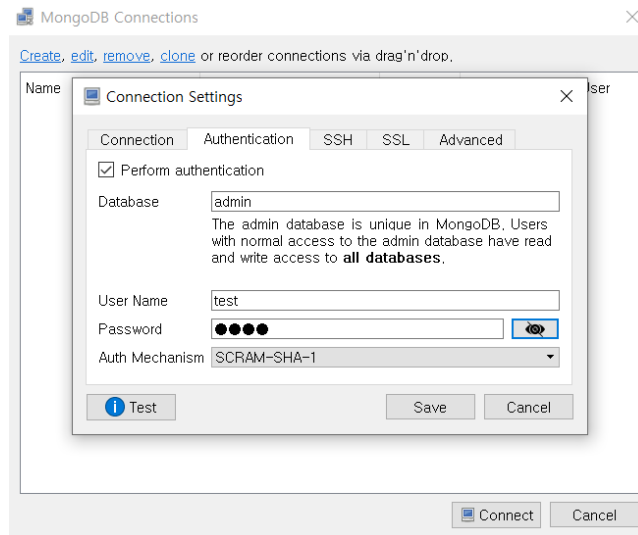 MongoDB Connections
Create, edit, remove, clone or reorder connections via drag'n'drop.
Name
Connection Settings
Connection Authentication SSH SSL Advanced
Perform authentication
Database admin
The admin database is unique in MongoDB. Users
with normal access to the admin database have read
and write access to all databases.
User Name test
Password
Auth Mechanism SCRAM-SHA-1
Test Save Cancel
Connect Cancel